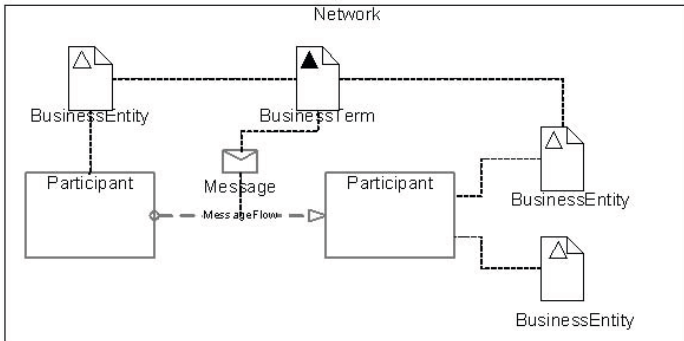 Network
BusinessEntity
BusinessTerm
Participant
Message
Participant
BusinessEntity
MessageFlow
BusinessEntity